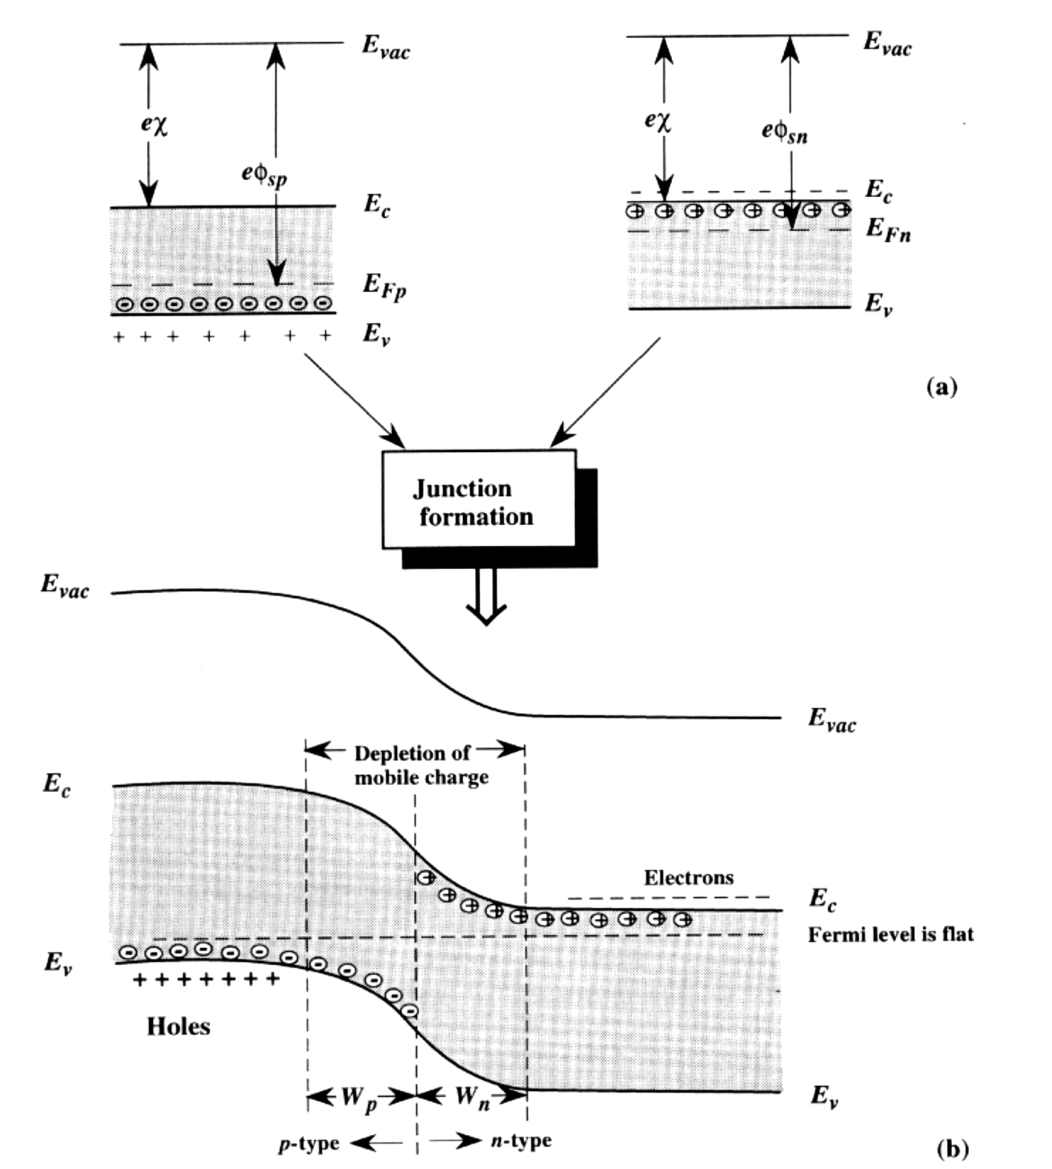 E_vac
E_vac
eχ
eϕ_sp
eχ
eϕ_sn
E_c
E_c
E_Fn
E_Fp
E_v
E_v
+ + + + + + +
(a)
Junction
formation
E_vac
E_vac
Depletion of
mobile charge
E_c
Electrons
E_c
Fermi level is flat
E_v
+ + + + + + +
Holes
W_p
W_n
E_v
p-type
n-type
(b)